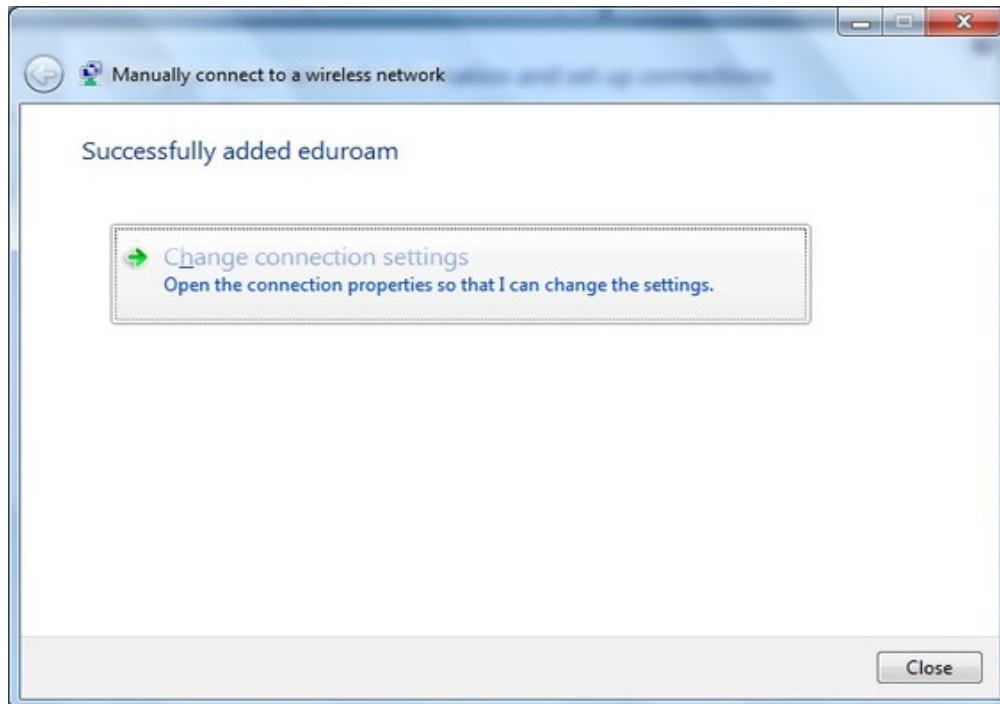 Manually connect to a wireless network
Successfully added eduroam
Change connection settings
Open the connection properties so that I can change the settings.
Close